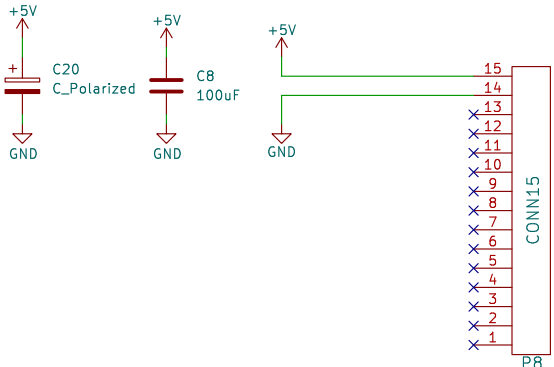 +5V
+
C20
C_Polarized
GND
+5V
C8
100uF
GND
+5V
GND
15
14
13
12
11
10
9
8
7
6
5
4
3
2
1
CONN15
P8